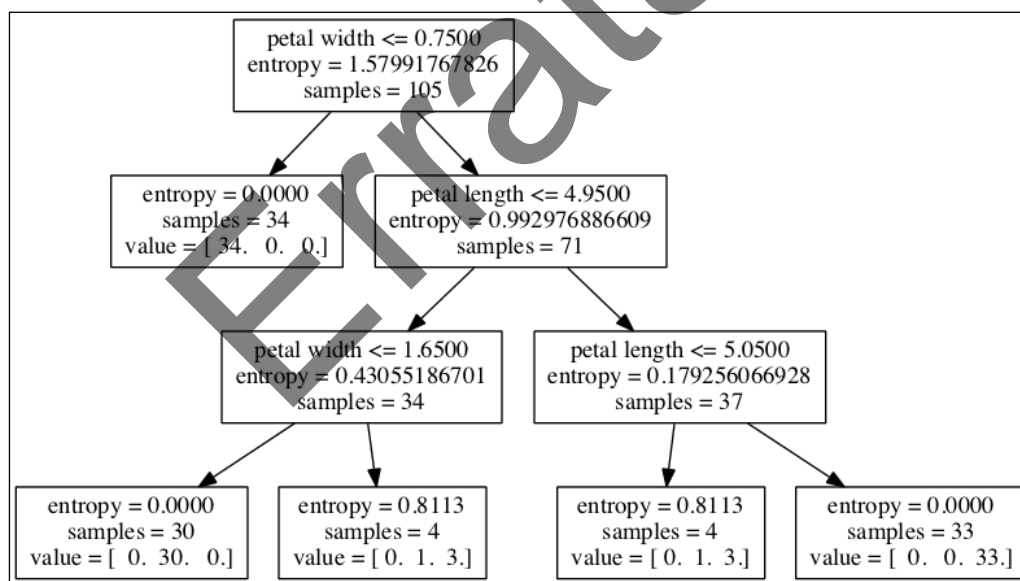 petal width <= 0.7500
entropy = 1.57991767826
samples = 105
entropy = 0.0000
samples = 34
value = [ 34. 0. 0.]
petal length <= 4.9500
entropy = 0.992976886609
samples = 71
petal width <= 1.6500
entropy = 0.43055186701
samples = 34
petal length <= 5.0500
entropy = 0.179256066928
samples = 37
entropy = 0.0000
samples = 30
value = [ 0. 30. 0.]
entropy = 0.8113
samples = 4
value = [ 0. 1. 3.]
entropy = 0.8113
samples = 4
value = [ 0. 1. 3.]
entropy = 0.0000
samples = 33
value = [ 0. 0. 33.]